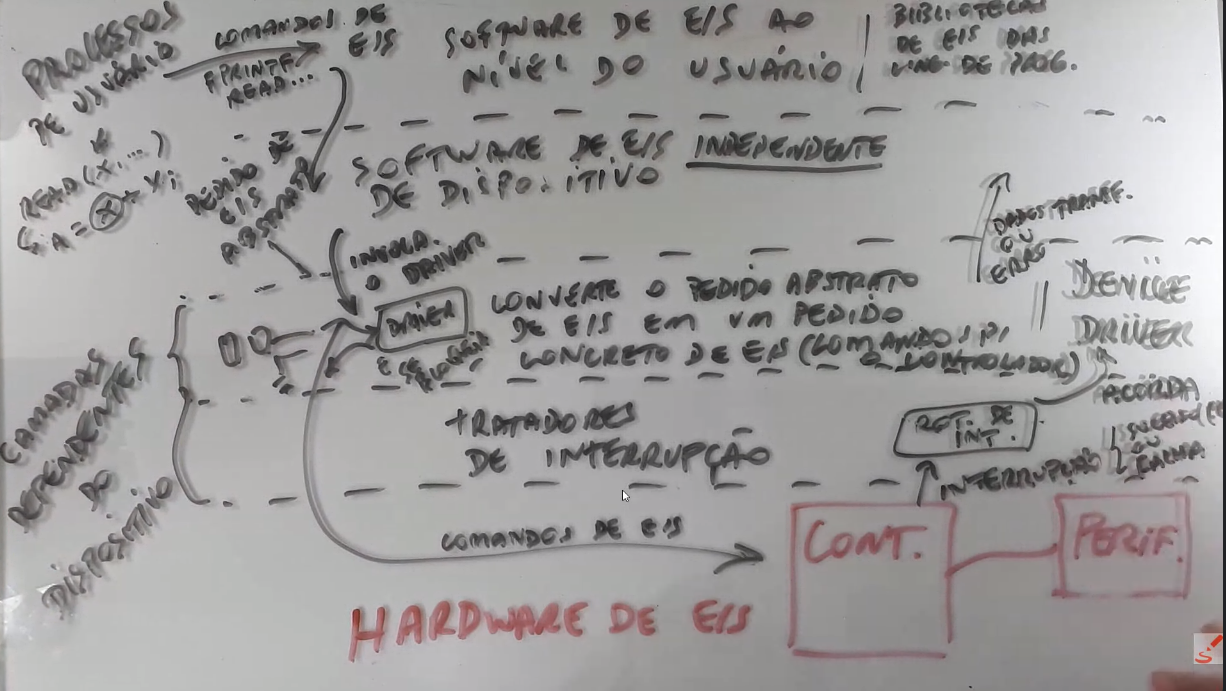 PROCESSOS
DE USUÁRIO
READ(X,...)
COMANDOS DE
E/S
PRINTF
READ...
SOFTWARE DE E/S AO
NÍVEL DO USUÁRIO
BIBLIOTECAS
DE E/S DAS
LING DE PROG.
PEDIDO DE
E/S
ABSTRATO
SOFTWARE DE E/S INDEPENDENTE
DE DISPOSITIVO
INVOCA
O DRIVER
DRIVER
E SE
BLOQUEIA
CONVERTE O PEDIDO ABSTRATO
DE E/S EM UM PEDIDO
CONCRETO DE E/S (COMANDOS P/
O CONTROLADOR)
DADOS TRANSF.
OU
ERRO
DEVICE
DRIVER
CAMADAS
DEPENDENTES
DO
DISPOSITIVO
TRATADORES
DE INTERRUPÇÃO
ROT. DE
INT.
ACORDA
SUCESSO
OU
FALHA
INTERRUPÇÃO
COMANDOS DE E/S
CONT.
PERIF.
HARDWARE DE E/S